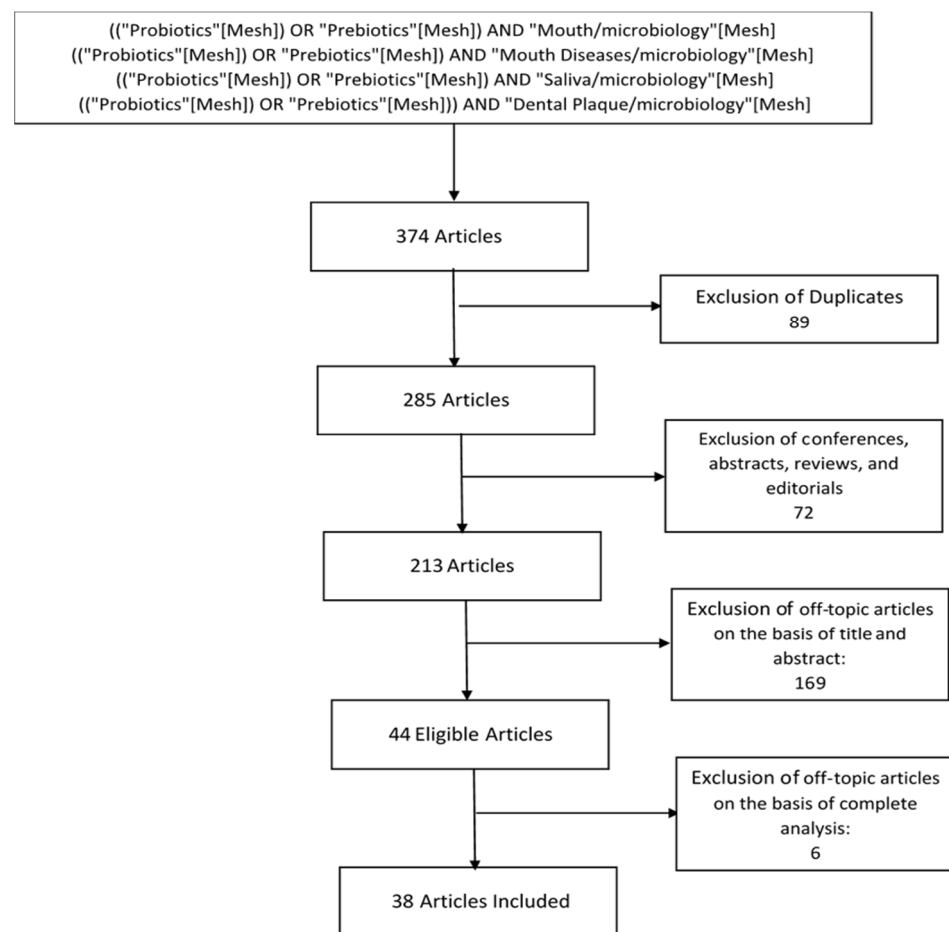 (("Probiotics"[Mesh]) OR "Prebiotics"[Mesh]) AND "Mouth/microbiology"[Mesh]
(("Probiotics"[Mesh]) OR "Prebiotics"[Mesh]) AND "Mouth Diseases/microbiology"[Mesh]
(("Probiotics"[Mesh]) OR "Prebiotics"[Mesh]) AND "Saliva/microbiology"[Mesh]
(("Probiotics"[Mesh]) OR "Prebiotics"[Mesh])) AND "Dental Plaque/microbiology"[Mesh]
374 Articles
Exclusion of Duplicates
89
285 Articles
Exclusion of conferences,
abstracts, reviews, and
editorials
72
213 Articles
Exclusion of off-topic articles
on the basis of title and
abstract:
169
44 Eligible Articles
Exclusion of off-topic articles
on the basis of complete
analysis:
6
38 Articles Included